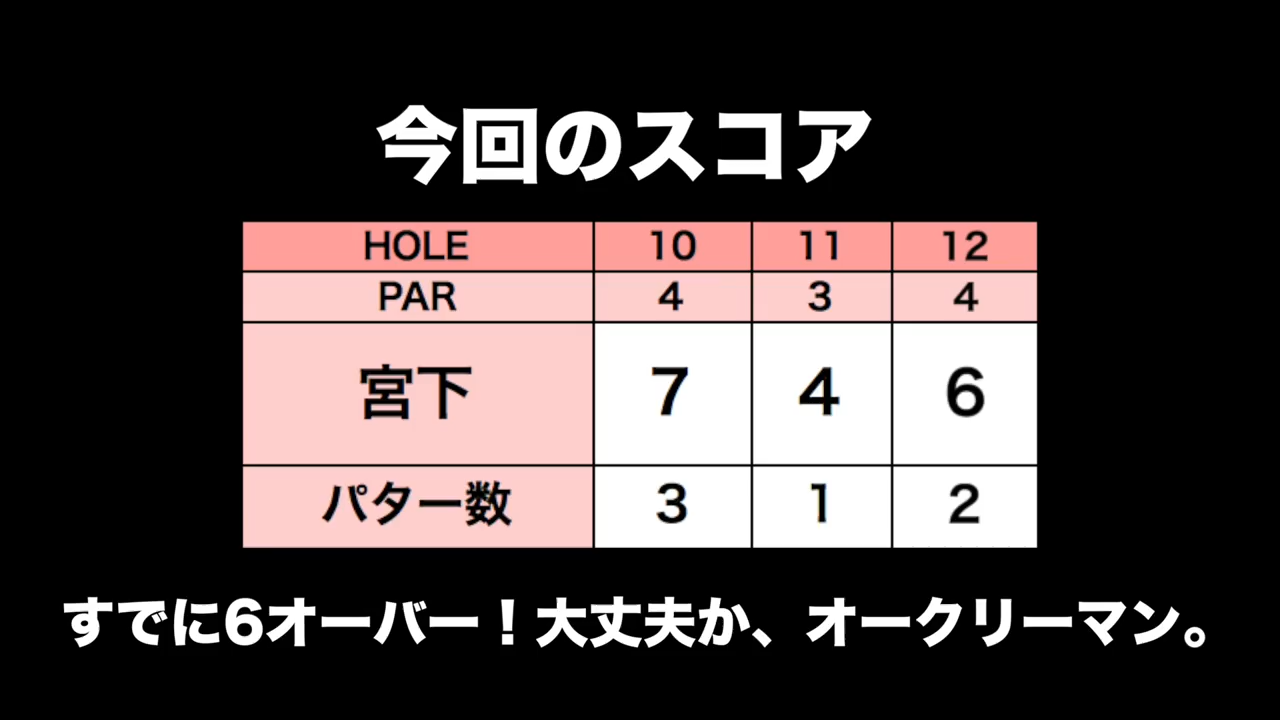 今回のスコア
HOLE 10 11 12
PAR 4 3 4
宮下 7 4 6
パター数 3 1 2
すでに6オーバー！大丈夫か、オークリーマン。